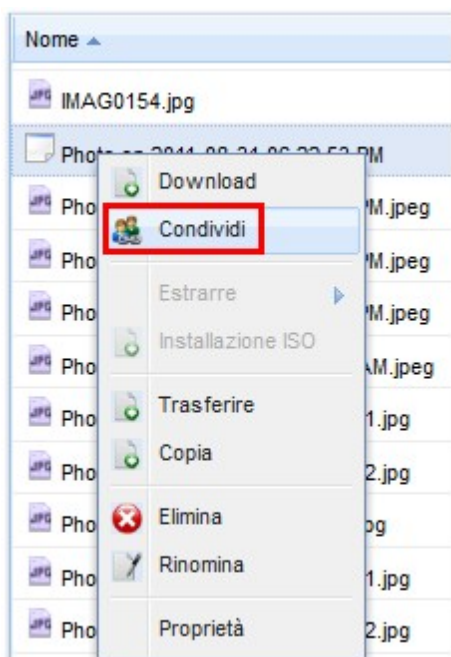 Nome
IMAG0154.jpg
Photo on 2011-08-31 06.22.53 PM
Download
Pho M.jpeg
Condividi
Pho M.jpeg
Estrarre
Pho M.jpeg
Installazione ISO
Pho AM.jpeg
Trasferire
Pho 1.jpg
Copia
Pho 2.jpg
Elimina
Pho pg
Rinomina
Pho 1.jpg
Proprietà
Pho 2.jpg